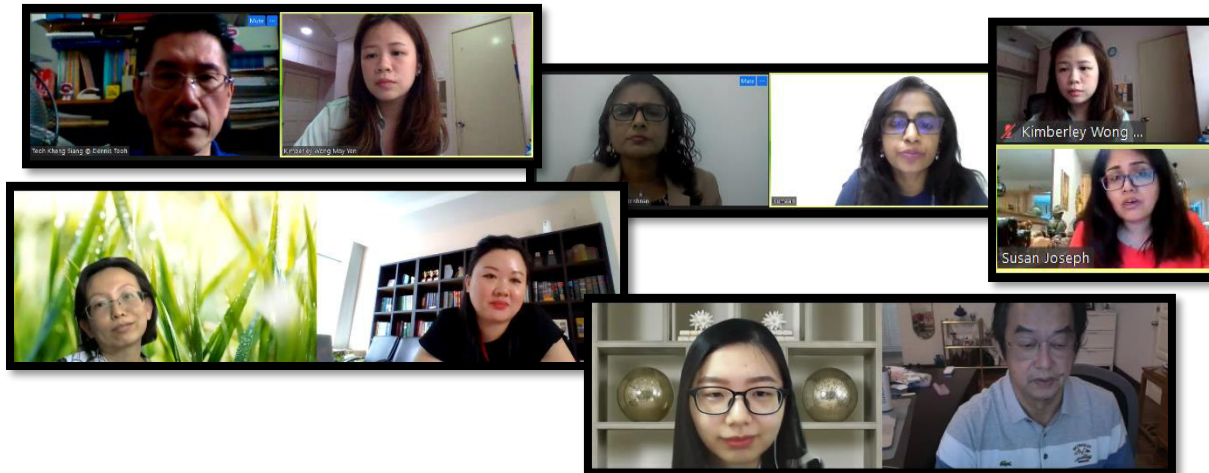 Mute
Teoh Kheng Siang @ Dennis Teoh
Kimberley Wong May Yen
Mute
Kimberley Wong ...
Susan Joseph